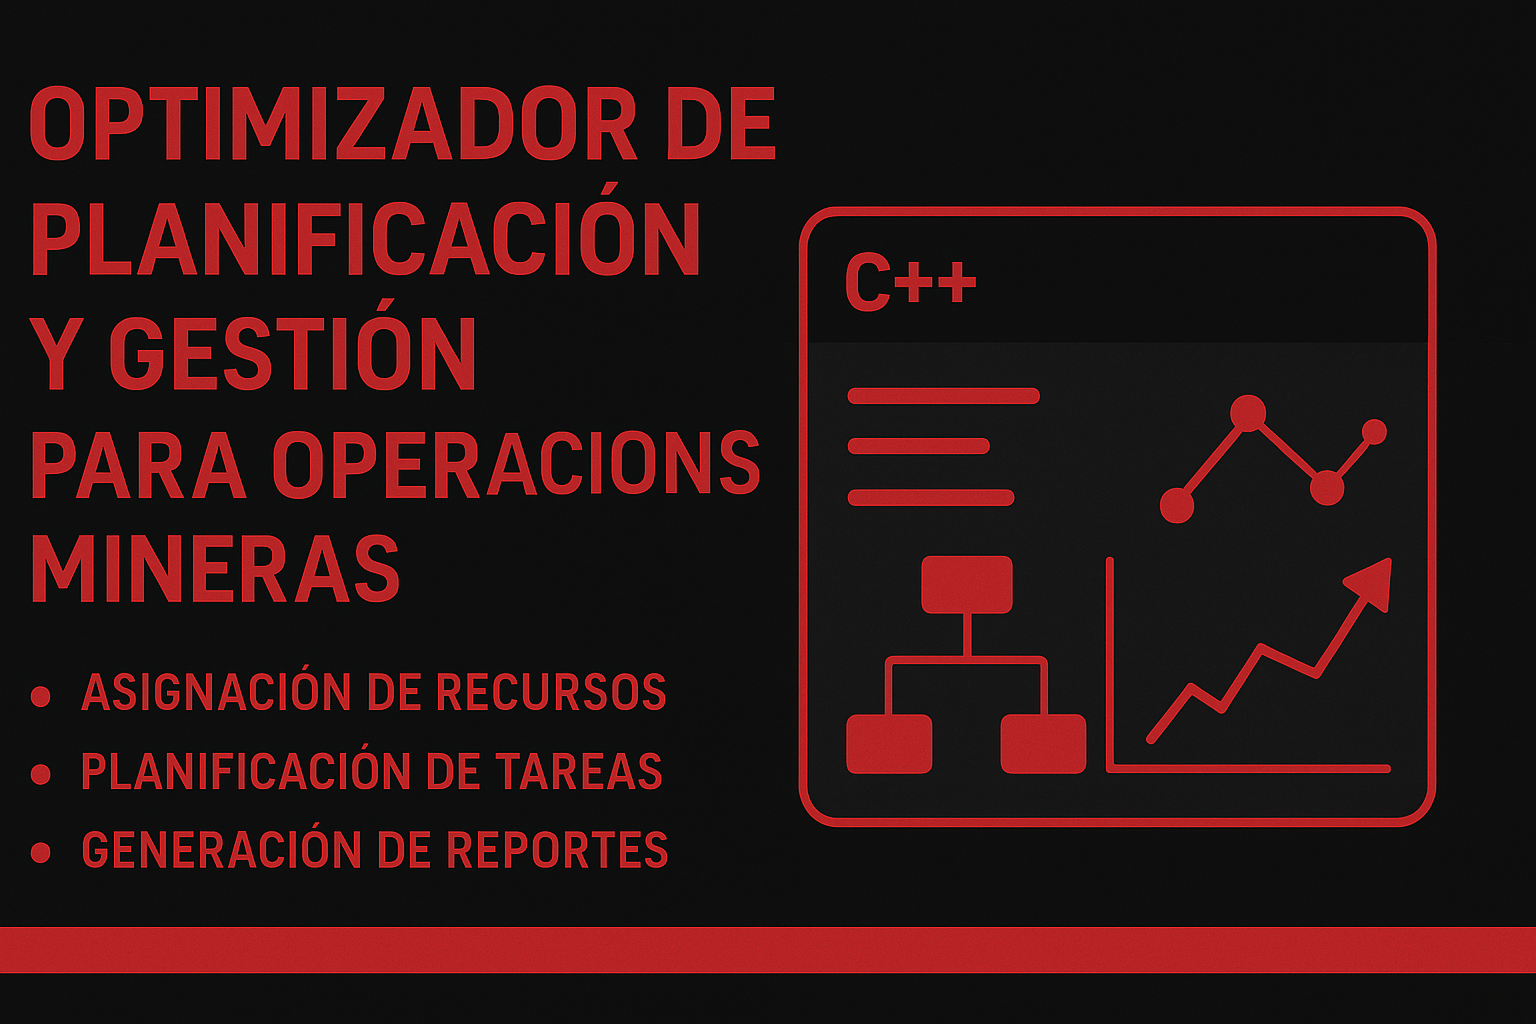 OPTIMIZADOR DE
PLANIFICACIÓN
Y GESTIÓN
PARA OPERACIONS
MINERAS
• ASIGNACIÓN DE RECURSOS
• PLANIFICACIÓN DE TAREAS
• GENERACIÓN DE REPORTES
C++